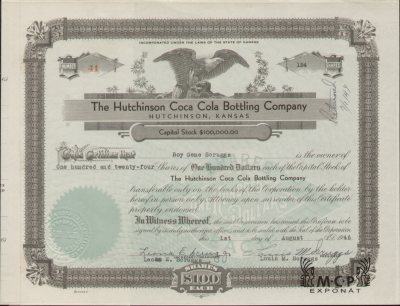 INCORPORATED UNDER THE LAWS OF THE STATE OF KANSAS
41
124
The Hutchinson Coca Cola Bottling Company
HUTCHINSON, KANSAS
Capital Stock $100,000.00
This Certifies that Roy Gene is the owner of
One hundred and twenty-four Shares of One Hundred Dollars each of the Capital Stock of
The Hutchinson Coca Cola Bottling Company
transferable only on the books of the Corporation by the holder
hereof in person or by Attorney upon surrender of this Certificate
properly endorsed.
In Witness Whereof, the said Corporation has caused this Certificate to be
signed by its duly authorized officers and to be sealed with the Seal of the Corporation
this 1st day of August
Louis M.
SHARES
$100
EACH
M·C·P
EXPONÁT